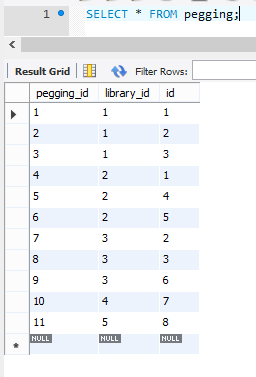 1 SELECT * FROM pegging;
Result Grid Filter Rows:
pegging_id library_id id
1 1 1
2 1 2
3 1 3
4 2 1
5 2 4
6 2 5
7 3 2
8 3 3
9 3 6
10 4 7
11 5 8
NULL NULL NULL